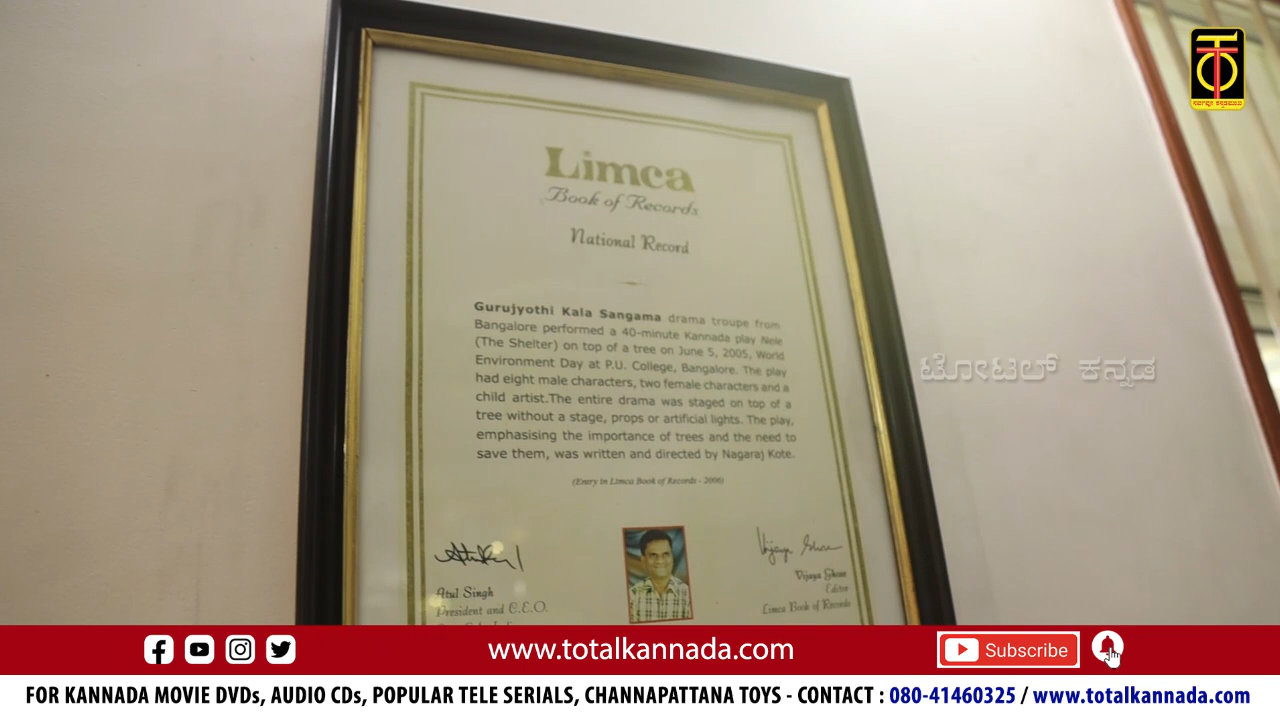 ಸರ್ವವೂ ಕನ್ನಡಮಯ
Limca
Book of Records
National Record
Gurujyothi Kala Sangama drama troupe from
Bangalore performed a 40-minute Kannada play Nele
(The Shelter) on top of a tree on June 5, 2005, World
Environment Day at P.U. College, Bangalore. The play
had eight male characters, two female characters and a
child artist.The entire drama was staged on top of a
tree without a stage, props or artificial lights. The play,
emphasising the importance of trees and the need to
save them, was written and directed by Nagaraj Kote.
(Entry in Limca Book of Records - 2006)
ಟೋಟಲ್ ಕನ್ನಡ
Atul Singh
President and C.E.O.
Vijaya Ghose
Editor
Limca Book of Records
www.totalkannada.com
Subscribe
FOR KANNADA MOVIE DVDs, AUDIO CDs, POPULAR TELE SERIALS, CHANNAPATTANA TOYS - CONTACT : 080-41460325 / www.totalkannada.com